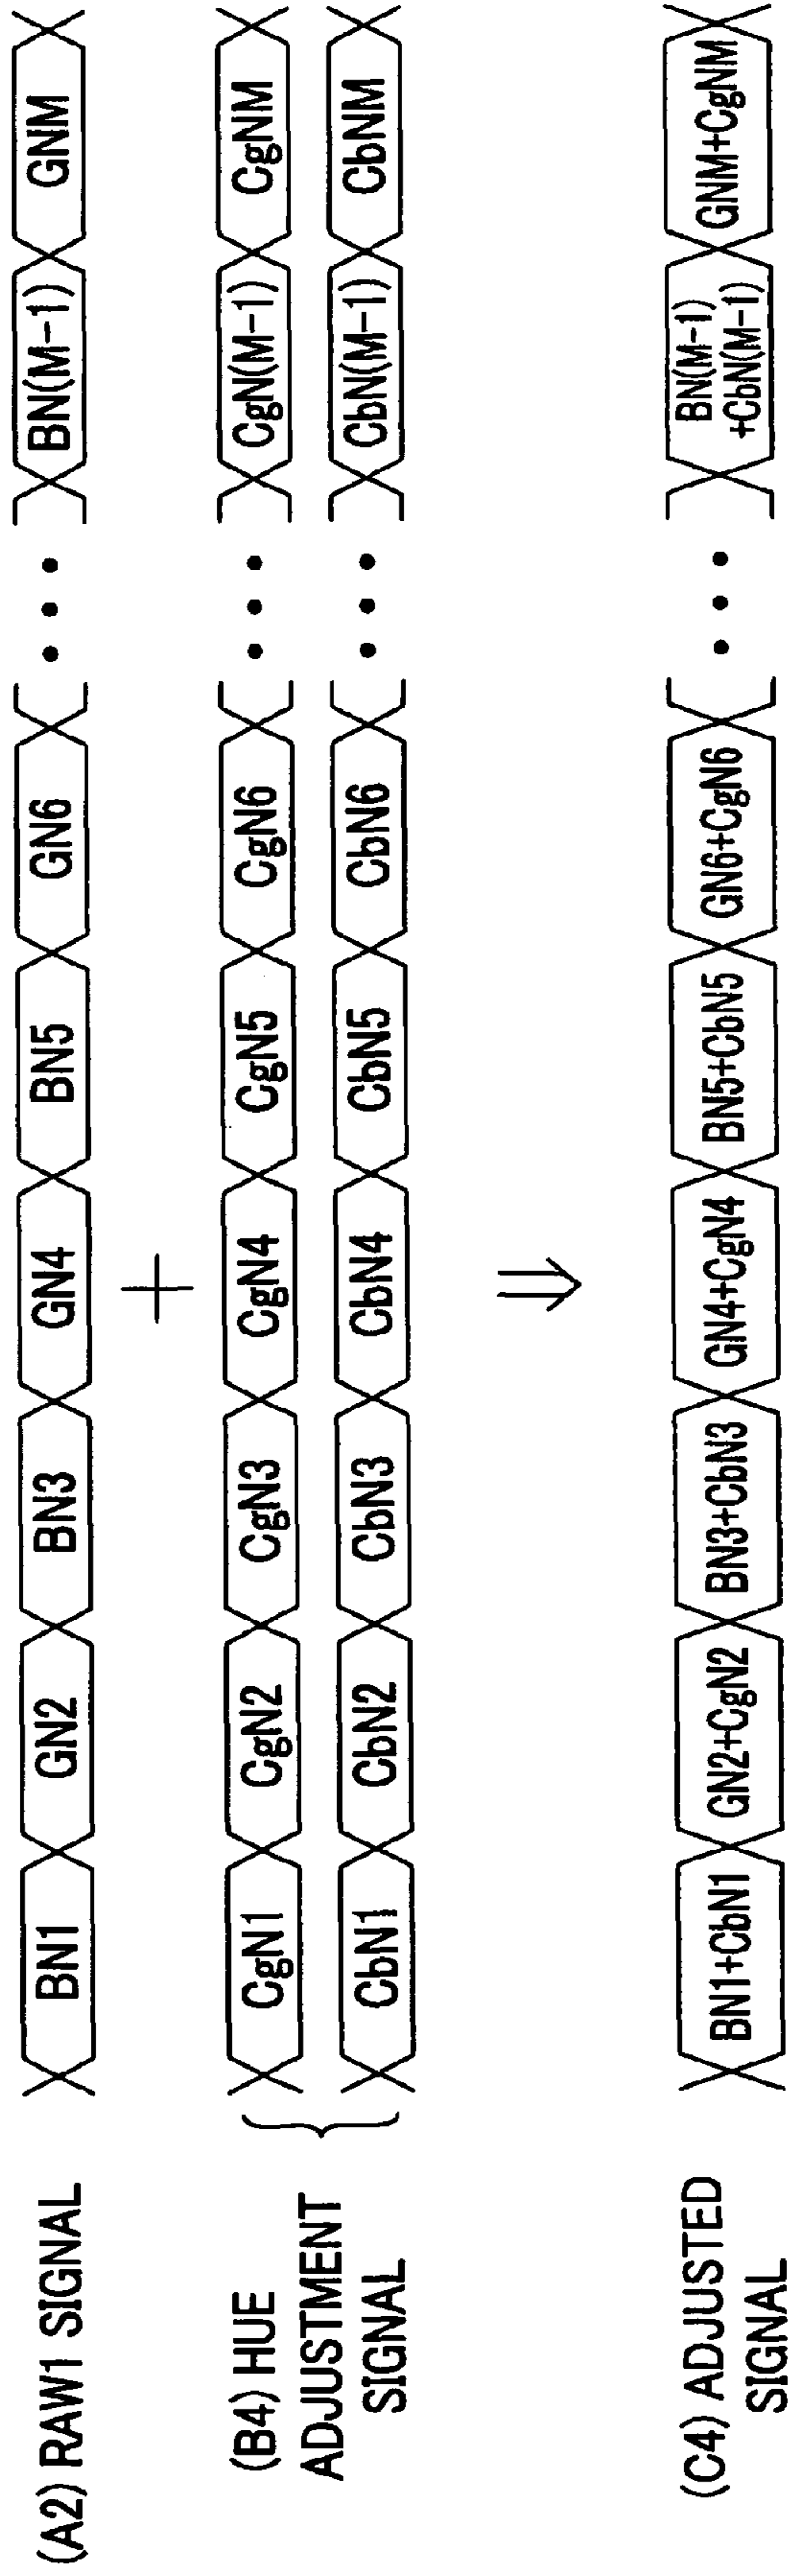 (A2) RAW1 SIGNAL
BN1 GN2 BN3 GN4 BN5 GN6 • • • BN(M−1) GNM
+
(B4) HUE
ADJUSTMENT
SIGNAL
CgN1 CgN2 CgN3 CgN4 CgN5 CgN6 • • • CgN(M−1) CgNM
CbN1 CbN2 CbN3 CbN4 CbN5 CbN6 • • • CbN(M−1) CbNM
⇒
(C4) ADJUSTED
SIGNAL
BN1+CbN1 GN2+CgN2 BN3+CbN3 GN4+CgN4 BN5+CbN5 GN6+CgN6 • • • BN(M−1)
+CbN(M−1) GNM+CgNM